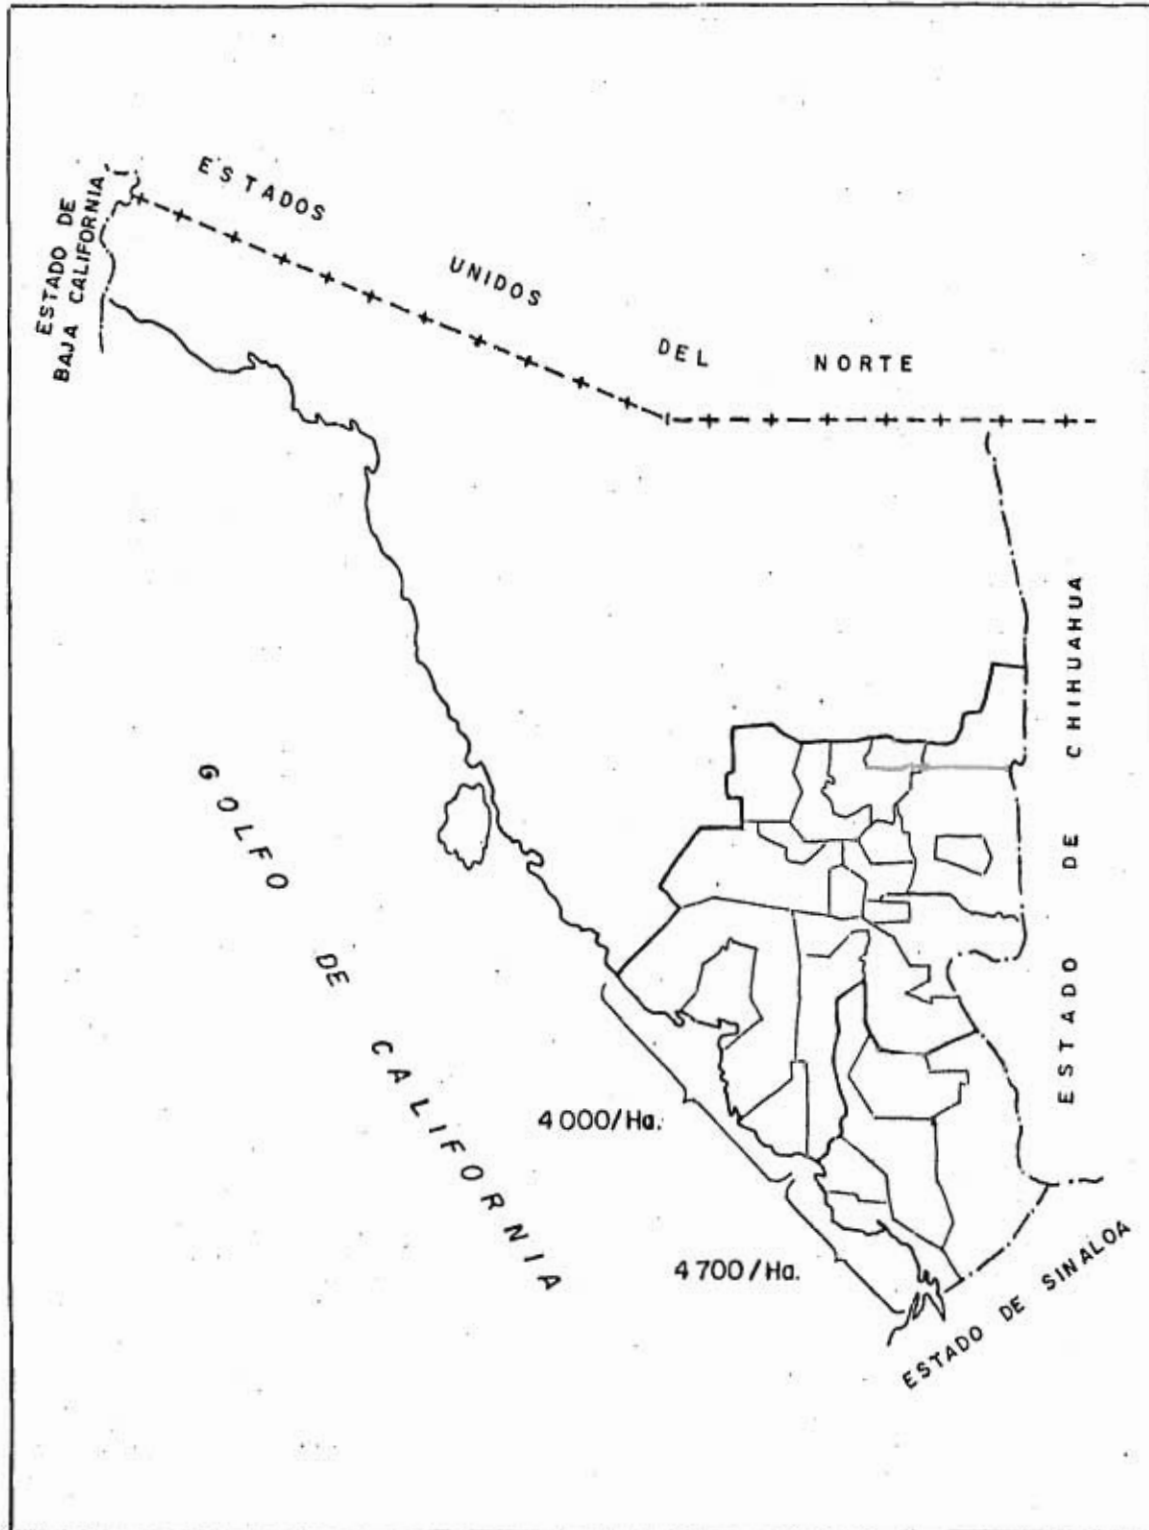 ESTADOS UNIDOS DEL NORTE
ESTADO DE
BAJA CALIFORNIA
ESTADO DE CHIHUAHUA
GOLFO DE CALIFORNIA
4 000/Ha.
4 700/Ha.
ESTADO DE SINALOA